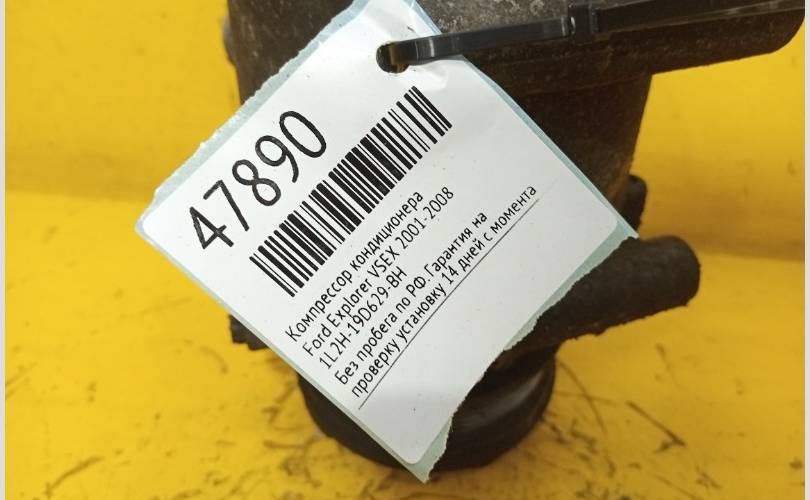 47890
Компрессор кондиционера
Ford Explorer VSEX 2001-2008
1L2H-19D629-BH
Без пробега по РФ. Гарантия на
проверку установку 14 дней с момента